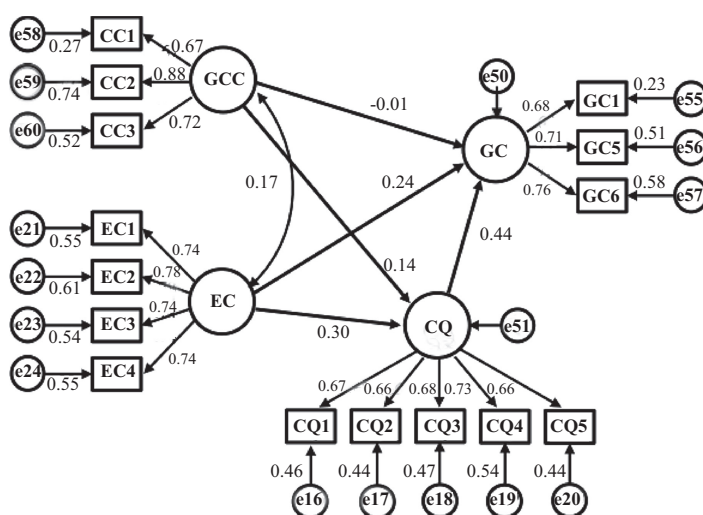 e58 0.27 CC1 -0.67
e59 0.74 CC2 0.88 GCC
e60 0.52 CC3 0.72
-0.01
e50
GC
0.68 GC1 0.23 e55
0.71 GC5 0.51 e56
0.76 GC6 0.58 e57
0.17
0.24
0.44
0.14
e21 0.55 EC1 0.74
e22 0.61 EC2 0.78 EC
e23 0.54 EC3 0.74
e24 0.55 EC4 0.74
0.30
CQ e51
0.67 0.66 0.68 0.73 0.66
CQ1 CQ2 CQ3 CQ4 CQ5
0.46 0.44 0.47 0.54 0.44
e16 e17 e18 e19 e20